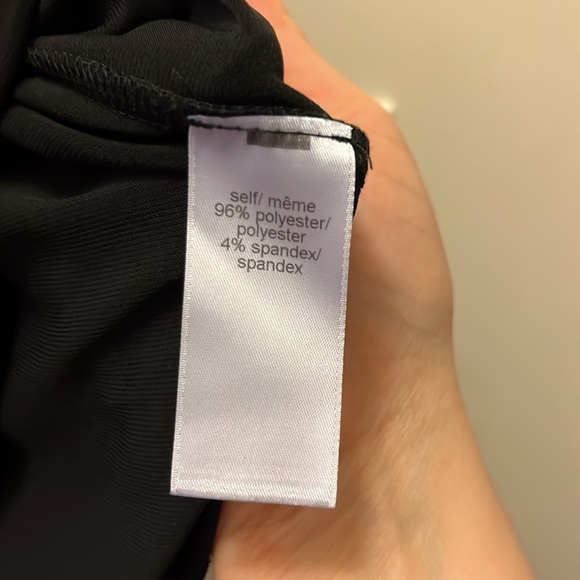 self/ même
96% polyester/
polyester
4% spandex/
spandex